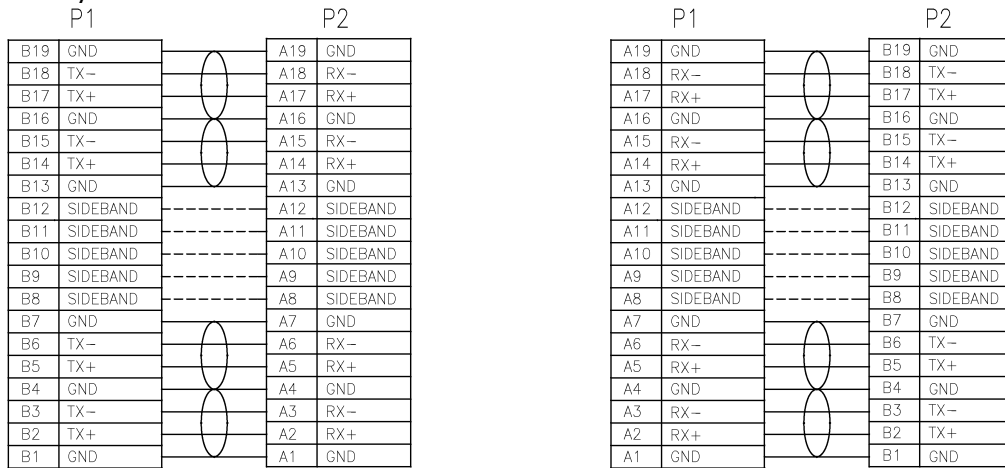 P1 P2 P1 P2
B19 GND A19 GND A19 GND B19 GND
B18 TX− A18 RX− A18 RX− B18 TX−
B17 TX+ A17 RX+ A17 RX+ B17 TX+
B16 GND A16 GND A16 GND B16 GND
B15 TX− A15 RX− A15 RX− B15 TX−
B14 TX+ A14 RX+ A14 RX+ B14 TX+
B13 GND A13 GND A13 GND B13 GND
B12 SIDEBAND A12 SIDEBAND A12 SIDEBAND B12 SIDEBAND
B11 SIDEBAND A11 SIDEBAND A11 SIDEBAND B11 SIDEBAND
B10 SIDEBAND A10 SIDEBAND A10 SIDEBAND B10 SIDEBAND
B9 SIDEBAND A9 SIDEBAND A9 SIDEBAND B9 SIDEBAND
B8 SIDEBAND A8 SIDEBAND A8 SIDEBAND B8 SIDEBAND
B7 GND A7 GND A7 GND B7 GND
B6 TX− A6 RX− A6 RX− B6 TX−
B5 TX+ A5 RX+ A5 RX+ B5 TX+
B4 GND A4 GND A4 GND B4 GND
B3 TX− A3 RX− A3 RX− B3 TX−
B2 TX+ A2 RX+ A2 RX+ B2 TX+
B1 GND A1 GND A1 GND B1 GND